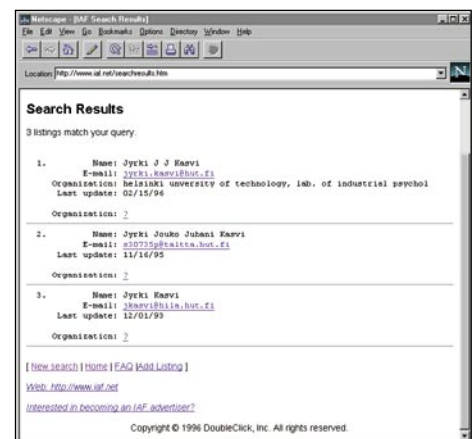 Netscape - [IAF Search Results]
File Edit View Go Bookmarks Options Directory Window Help
Location: http://www.iaf.net/searchresults.htm
N
Search Results
3 listings match your query.
1. Name: Jyrki J J Kasvi
E-mail: jyrki.kasvi@hut.fi
Organization: helsinki unversity of technology, lab. of industrial psychol
Last update: 02/15/96
Organization: ?
2. Name: Jyrki Jouko Juhani Kasvi
E-mail: s30735p@taltta.hut.fi
Last update: 11/16/95
Organization: ?
3. Name: Jyrki Kasvi
E-mail: jkasvi@hila.hut.fi
Last update: 12/01/93
Organization: ?
[ New search | Home | FAQ |Add Listing ]
Web: http://www.iaf.net
Interested in becoming an IAF advertiser?
Copyright © 1996 DoubleClick, Inc. All rights reserved.